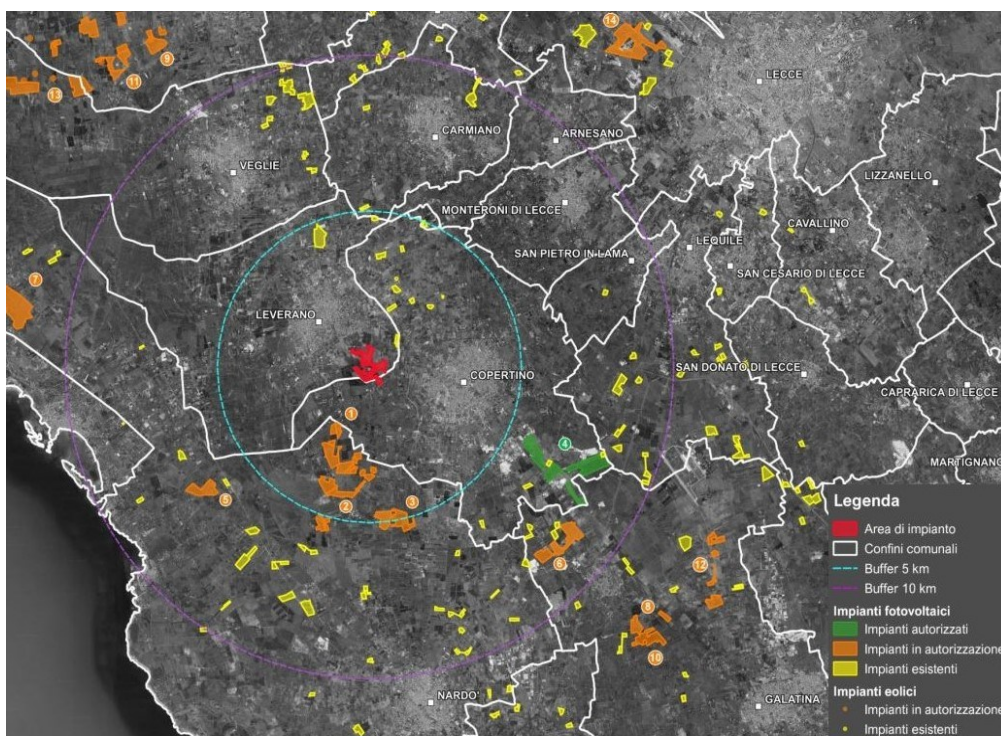 14
9
11
13
LECCE
CARMIANO
ARNESANO
VEGLIE
LIZZANELLO
MONTERONI DI LECCE
CAVALLINO
SAN PIETRO IN LAMA
LEQUILE
SAN CESARIO DI LECCE
7
LEVERANO
COPERTINO
SAN DONATO DI LECCE
CAPRARICA DI LECCE
1
4
MARTIGNANO
5
2
3
6
12
8
10
NARDO'
GALATINA
Legenda
Area di impianto
Confini comunali
Buffer 5 km
Buffer 10 km
Impianti fotovoltaici
Impianti autorizzati
Impianti in autorizzazione
Impianti esistenti
Impianti eolici
Impianti in autorizzazione
Impianti esistenti